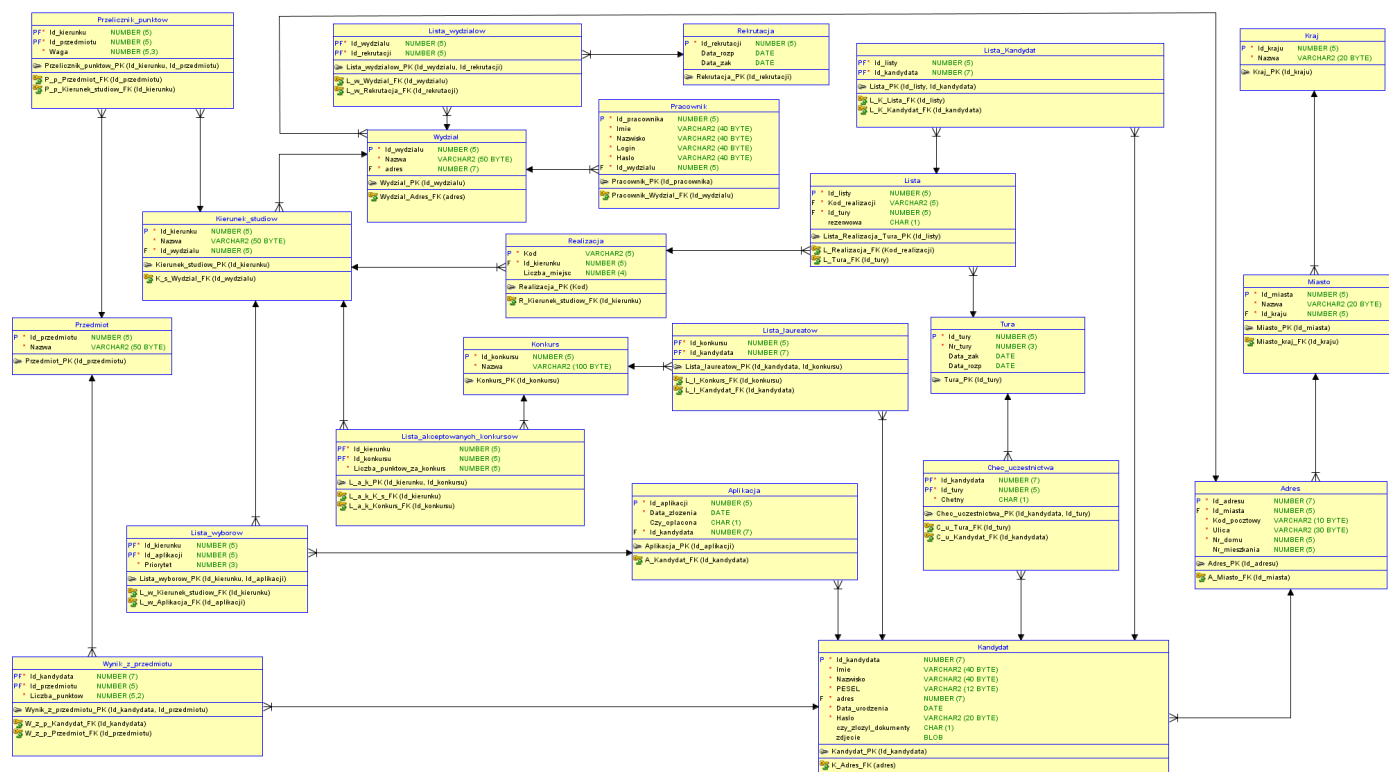 Przelicznik_punktow
PF* Id_kierunku NUMBER (5)
PF* Id_przedmiotu NUMBER (5)
* Waga NUMBER (5,3)
Przelicznik_punktow_PK (Id_kierunku, Id_przedmiotu)
P_p_Przedmiot_FK (Id_przedmiotu)
P_p_Kierunek_studiow_FK (Id_kierunku)
Lista_wydzialow
PF* Id_wydzialu NUMBER (5)
PF* Id_rekrutacji NUMBER (5)
Lista_wydzialow_PK (Id_wydzialu, Id_rekrutacji)
L_w_Wydzial_FK (Id_wydzialu)
L_w_Rekrutacja_FK (Id_rekrutacji)
Rekrutacja
P * Id_rekrutacji NUMBER (5)
Data_rozp DATE
Data_zak DATE
Rekrutacja_PK (Id_rekrutacji)
Lista_Kandydat
PF* Id_listy NUMBER (5)
PF* Id_kandydata NUMBER (7)
Lista_PK (Id_listy, Id_kandydata)
L_K_Lista_FK (Id_listy)
L_K_Kandydat_FK (Id_kandydata)
Kraj
P * Id_kraju NUMBER (5)
* Nazwa VARCHAR2 (20 BYTE)
Kraj_PK (Id_kraju)
Pracownik
P * Id_pracownika NUMBER (5)
* Imie VARCHAR2 (40 BYTE)
* Nazwisko VARCHAR2 (40 BYTE)
* Login VARCHAR2 (40 BYTE)
* Haslo VARCHAR2 (40 BYTE)
F * Id_wydzialu NUMBER (5)
Pracownik_PK (Id_pracownika)
Pracownik_Wydzial_FK (Id_wydzialu)
Wydzial
P * Id_wydzialu NUMBER (5)
* Nazwa VARCHAR2 (50 BYTE)
F * adres NUMBER (7)
Wydzial_PK (Id_wydzialu)
Wydzial_Adres_FK (adres)
Lista
P * Id_listy NUMBER (5)
F * Kod_realizacji VARCHAR2 (5)
F * Id_tury NUMBER (5)
rezerwowa CHAR (1)
Lista_Realizacja_Tura_PK (Id_listy)
L_Realizacja_FK (Kod_realizacji)
L_Tura_FK (Id_tury)
Kierunek_studiow
P * Id_kierunku NUMBER (5)
* Nazwa VARCHAR2 (50 BYTE)
F * Id_wydzialu NUMBER (5)
Kierunek_studiow_PK (Id_kierunku)
K_s_Wydzial_FK (Id_wydzialu)
Realizacja
P * Kod VARCHAR2 (5)
F * Id_kierunku NUMBER (5)
Liczba_miejsc NUMBER (4)
Realizacja_PK (Kod)
R_Kierunek_studiow_FK (Id_kierunku)
Miasto
P * Id_miasta NUMBER (5)
* Nazwa VARCHAR2 (20 BYTE)
F * Id_kraju NUMBER (5)
Miasto_PK (Id_miasta)
Miasto_kraj_FK (Id_kraju)
Przedmiot
P * Id_przedmiotu NUMBER (5)
* Nazwa VARCHAR2 (50 BYTE)
Przedmiot_PK (Id_przedmiotu)
Konkurs
P * Id_konkursu NUMBER (5)
* Nazwa VARCHAR2 (100 BYTE)
Konkurs_PK (Id_konkursu)
Lista_laureatow
PF* Id_konkursu NUMBER (5)
PF* Id_kandydata NUMBER (7)
Lista_laureatow_PK (Id_kandydata, Id_konkursu)
L_l_Konkurs_FK (Id_konkursu)
L_l_Kandydat_FK (Id_kandydata)
Tura
P * Id_tury NUMBER (5)
* Nr_tury NUMBER (3)
Data_zak DATE
Data_rozp DATE
Tura_PK (Id_tury)
Lista_akceptowanych_konkursow
PF* Id_kierunku NUMBER (5)
PF* Id_konkursu NUMBER (5)
* Liczba_punktow_za_konkurs NUMBER (5)
L_a_k_PK (Id_kierunku, Id_konkursu)
L_a_k_K_s_FK (Id_kierunku)
L_a_k_Konkurs_FK (Id_konkursu)
Chec_uczestnictwa
PF* Id_kandydata NUMBER (7)
PF* Id_tury NUMBER (5)
* Chetny CHAR (1)
Chec_uczestnictwa_PK (Id_kandydata, Id_tury)
C_u_Tura_FK (Id_tury)
C_u_Kandydat_FK (Id_kandydata)
Aplikacja
P * Id_aplikacji NUMBER (5)
* Data_zlozenia DATE
Czy_oplacona CHAR (1)
F * Id_kandydata NUMBER (7)
Aplikacja_PK (Id_aplikacji)
A_Kandydat_FK (Id_kandydata)
Adres
P * Id_adresu NUMBER (7)
F * Id_miasta NUMBER (5)
* Kod_pocztowy VARCHAR2 (10 BYTE)
* Ulica VARCHAR2 (30 BYTE)
* Nr_domu NUMBER (5)
Nr_mieszkania NUMBER (5)
Adres_PK (Id_adresu)
A_Miasto_FK (Id_miasta)
Lista_wyborow
PF* Id_kierunku NUMBER (5)
PF* Id_aplikacji NUMBER (5)
* Priorytet NUMBER (3)
Lista_wyborow_PK (Id_kierunku, Id_aplikacji)
L_w_Kierunek_studiow_FK (Id_kierunku)
L_w_Aplikacja_FK (Id_aplikacji)
Wynik_z_przedmiotu
PF* Id_kandydata NUMBER (7)
PF* Id_przedmiotu NUMBER (5)
* Liczba_punktow NUMBER (5,2)
Wynik_z_przedmiotu_PK (Id_kandydata, Id_przedmiotu)
W_z_p_Kandydat_FK (Id_kandydata)
W_z_p_Przedmiot_FK (Id_przedmiotu)
Kandydat
P * Id_kandydata NUMBER (7)
* Imie VARCHAR2 (40 BYTE)
* Nazwisko VARCHAR2 (40 BYTE)
* PESEL VARCHAR2 (12 BYTE)
F * adres NUMBER (7)
* Data_urodzenia DATE
* Haslo VARCHAR2 (20 BYTE)
czy_zlozyl_dokumenty CHAR (1)
zdjecie BLOB
Kandydat_PK (Id_kandydata)
K_Adres_FK (adres)